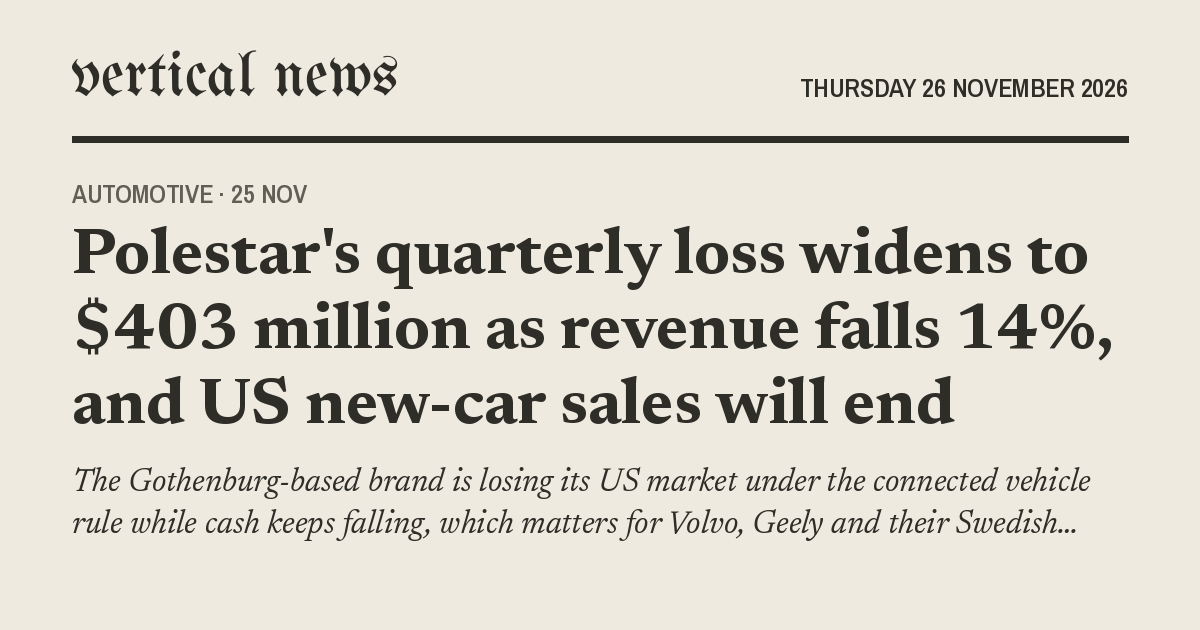 vertical news
THURSDAY 26 NOVEMBER 2026
AUTOMOTIVE · 25 NOV
Polestar's quarterly loss widens to
$403 million as revenue falls 14%,
and US new-car sales will end
The Gothenburg-based brand is losing its US market under the connected vehicle
rule while cash keeps falling, which matters for Volvo, Geely and their Swedish...